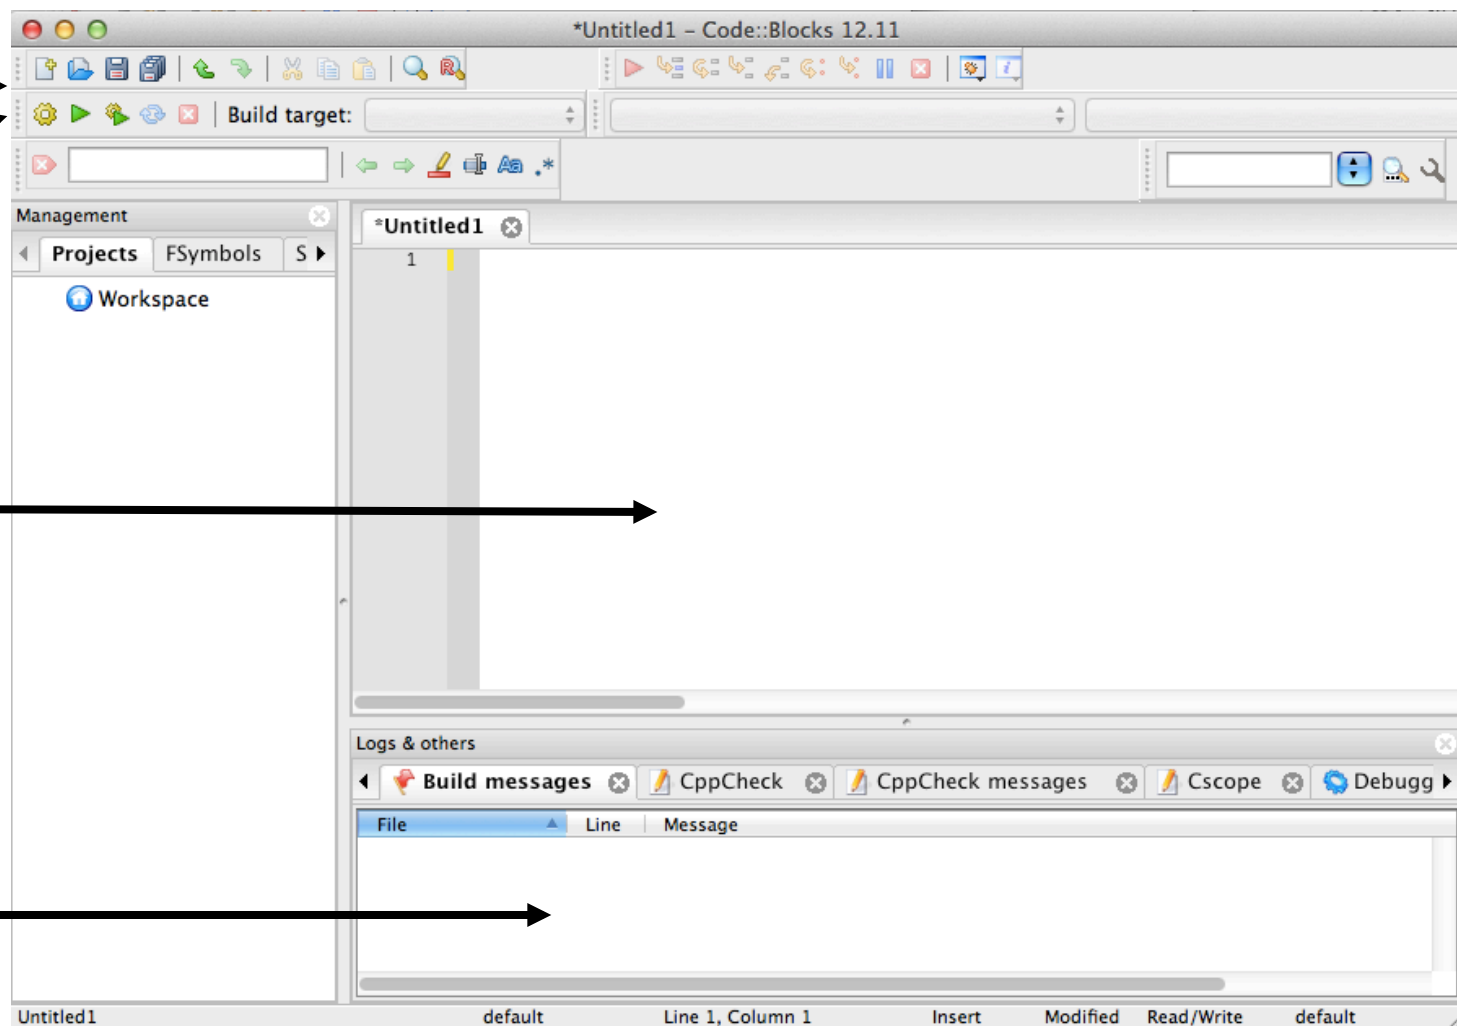 *Untitled1 – Code::Blocks 12.11
Build target:
Management
Projects FSymbols S
Workspace
*Untitled1
1
Logs & others
Build messages CppCheck CppCheck messages Cscope Debugg
File Line Message
Untitled1 default Line 1, Column 1 Insert Modified Read/Write default